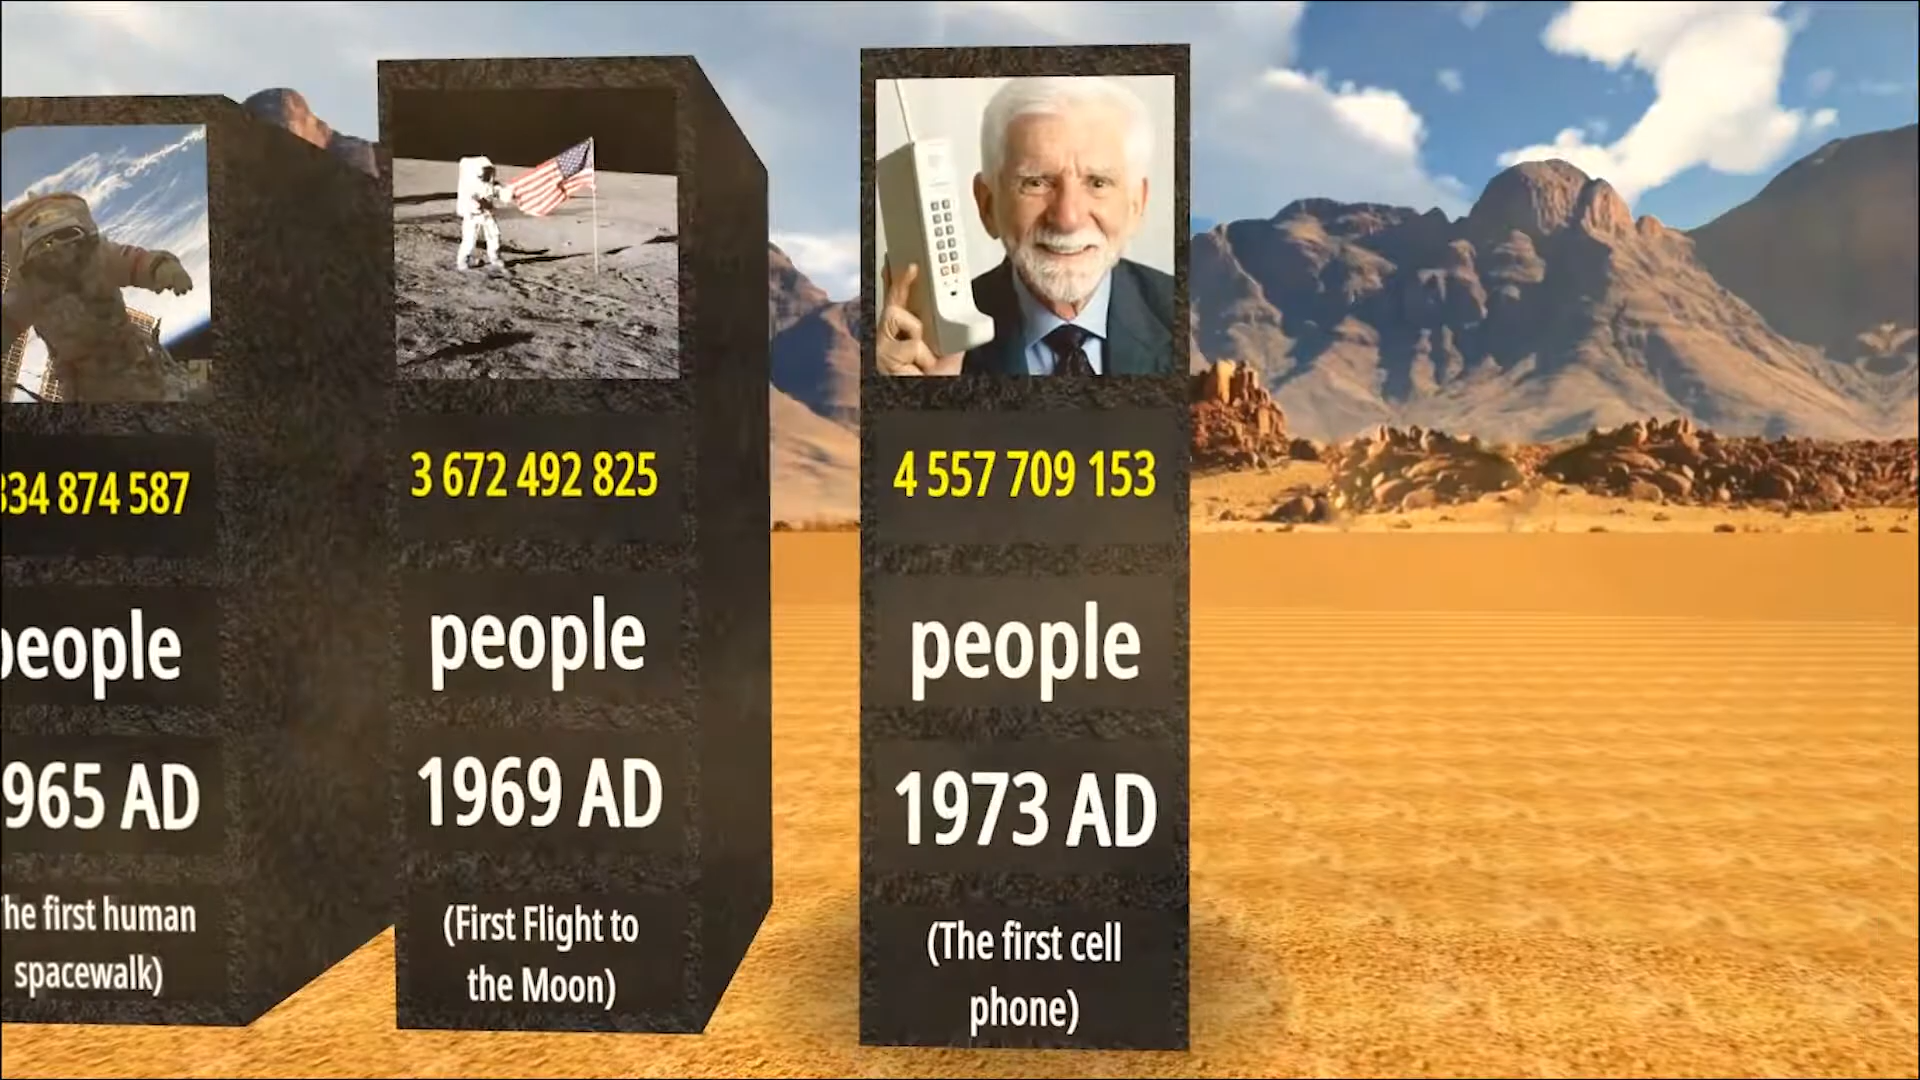 334 874 587
people
965 AD
he first human
spacewalk)
3 672 492 825
people
1969 AD
(First Flight to
the Moon)
4 557 709 153
people
1973 AD
(The first cell
phone)